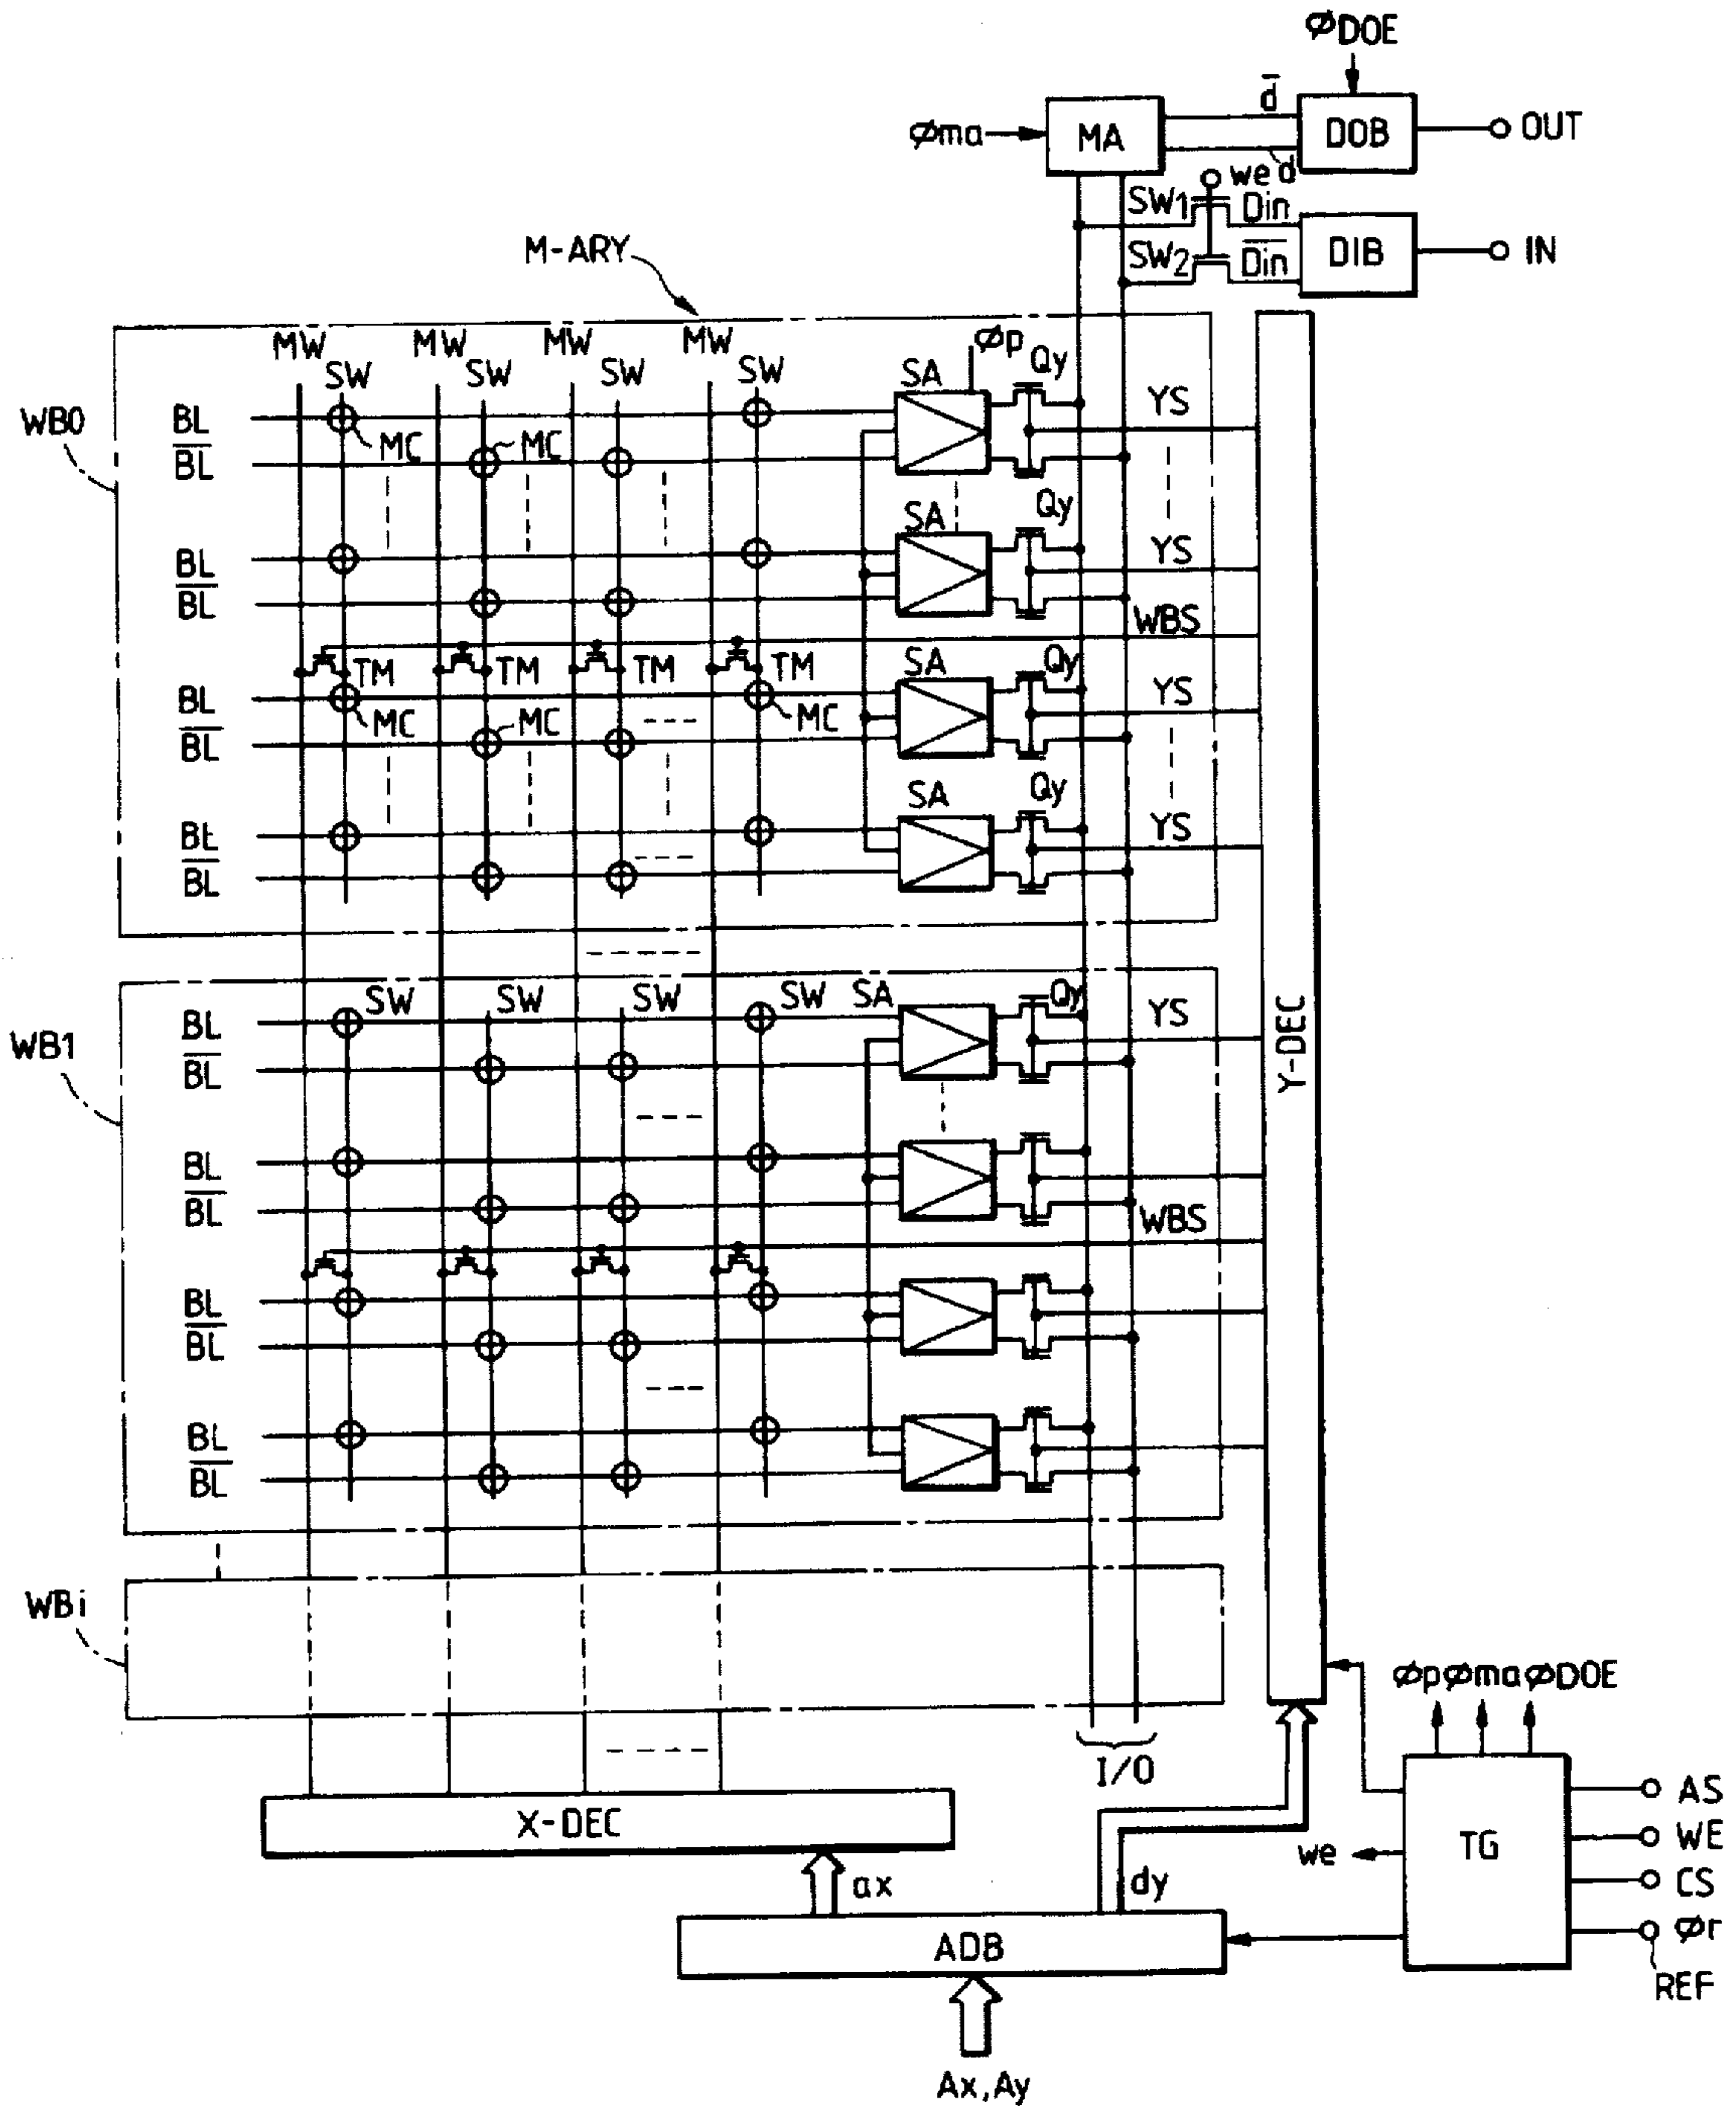 φDOE
φma MA d̅ DOB OUT
d
we
SW1 Din
SW2 D̅i̅n̅ DIB IN
M-ARY
MW MW MW MW
SW SW SW SW
φp
WB0
BL SA Qy YS
MC MC
B̅L̅
BL SA Qy YS
B̅L̅
WBS
TM TM TM TM
BL SA Qy YS
MC MC MC
B̅L̅
BL SA Qy YS
B̅L̅
WB1
SW SW SW SW
BL SA Qy YS
B̅L̅
Y-DEC
BL
B̅L̅
WBS
BL
B̅L̅
BL
B̅L̅
WBi
I/O
φp φma φDOE
X-DEC
TG
AS
WE
CS
φr
REF
we
ax
dy
ADB
Ax, Ay